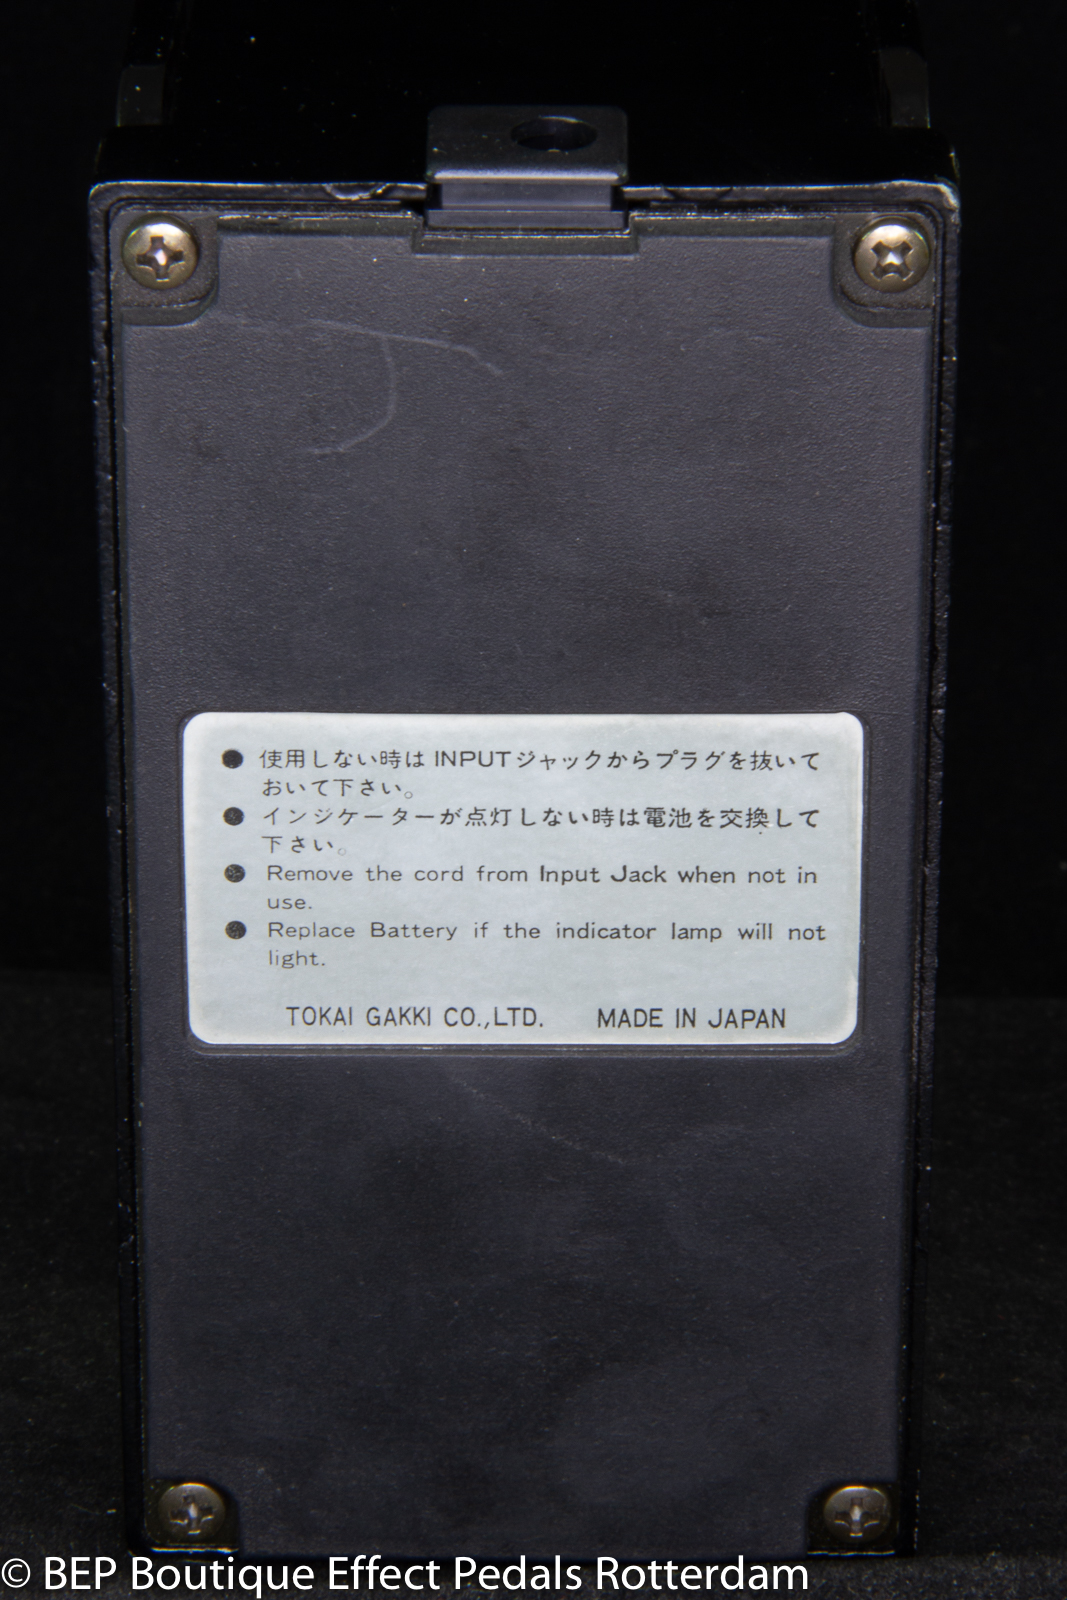 ● 使用しない時は INPUTジャックからプラグを抜いて
おいて下さい。
● インジケーターが点灯しない時は電池を交換して
下さい。
● Remove the cord from Input Jack when not in
use.
● Replace Battery if the indicator lamp will not
light.
TOKAI GAKKI CO.,LTD. MADE IN JAPAN
© BEP Boutique Effect Pedals Rotterdam